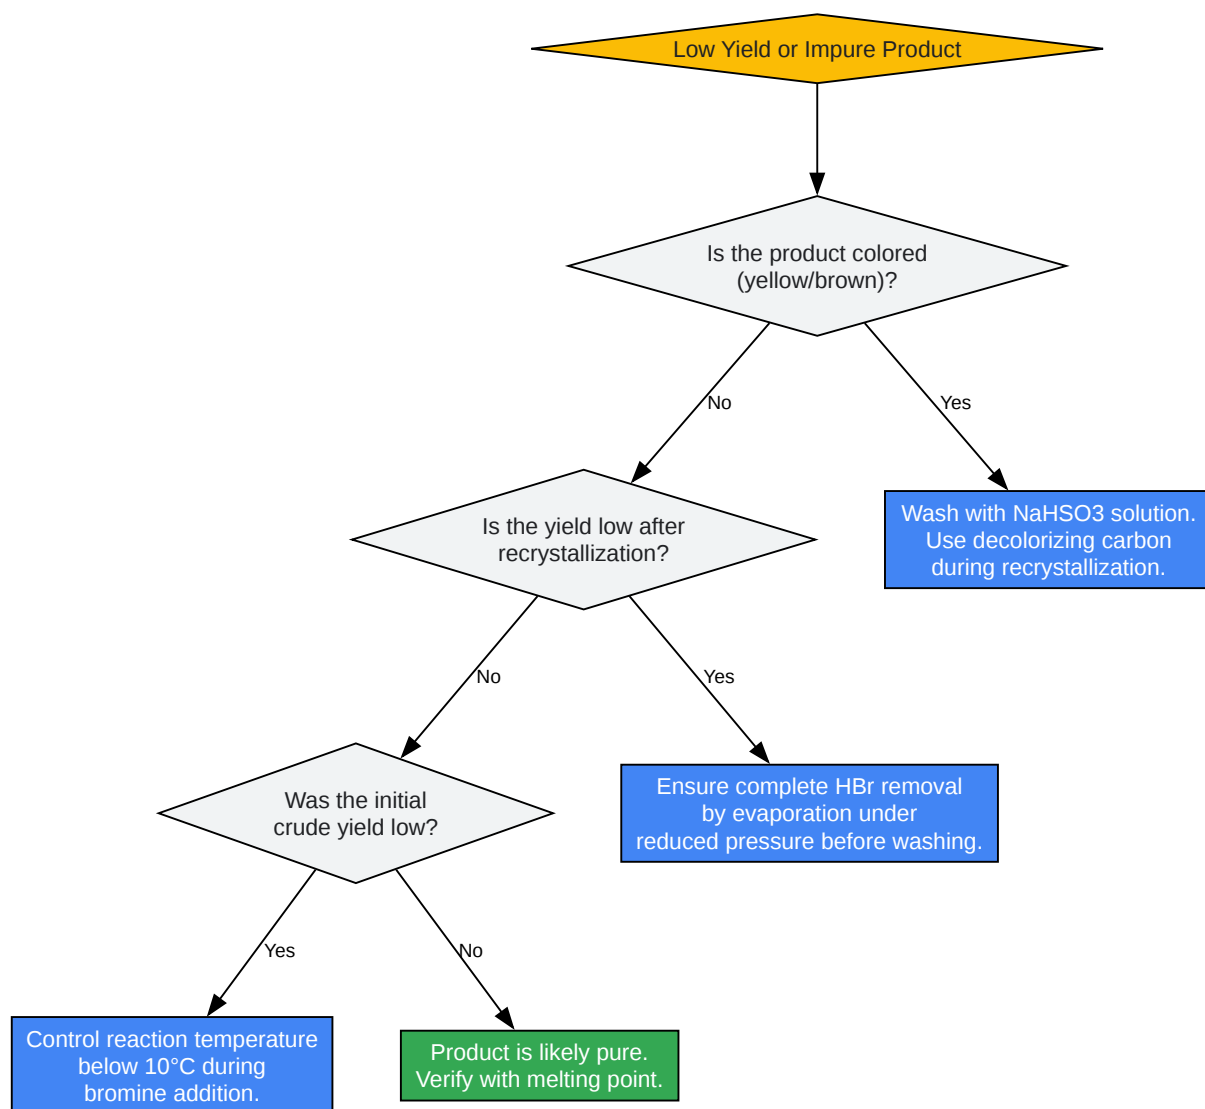 Low Yield or Impure Product
Is the product colored
(yellow/brown)?
No
Yes
Is the yield low after
recrystallization?
Wash with NaHSO3 solution.
Use decolorizing carbon
during recrystallization.
No
Yes
Was the initial
crude yield low?
Ensure complete HBr removal
by evaporation under
reduced pressure before washing.
Yes
No
Control reaction temperature
below 10°C during
bromine addition.
Product is likely pure.
Verify with melting point.